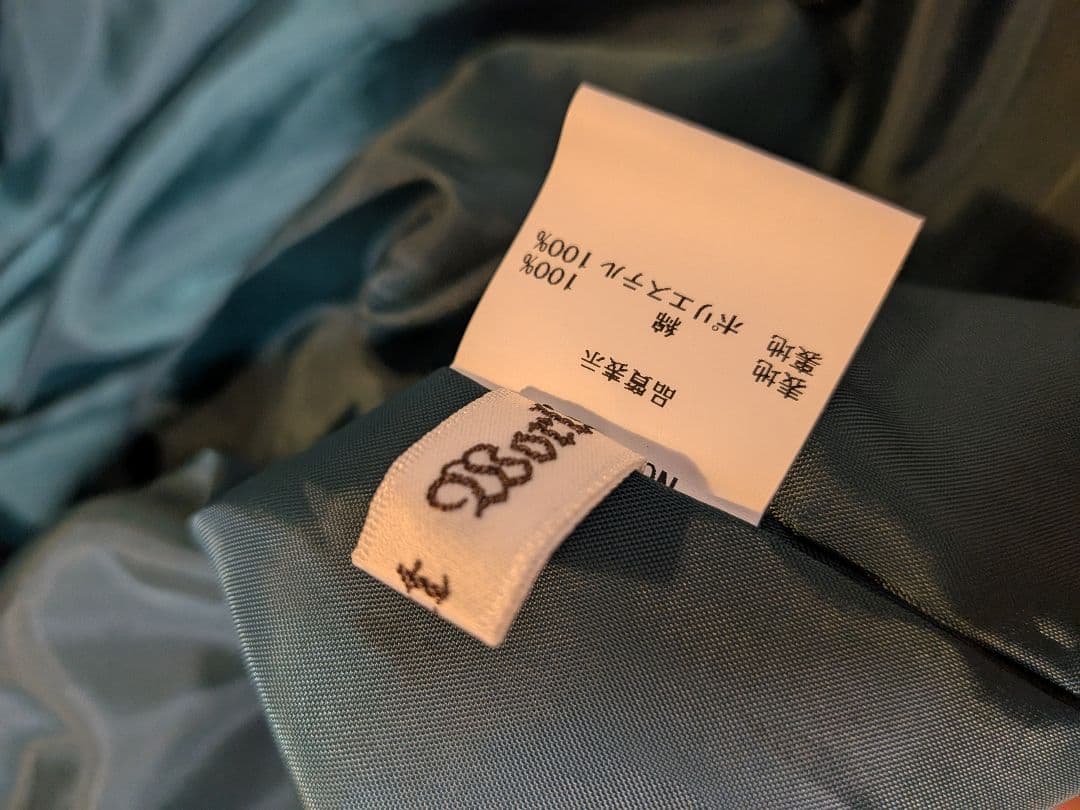 品質表示
表地 綿 100%
裏地 ポリエステル 100%